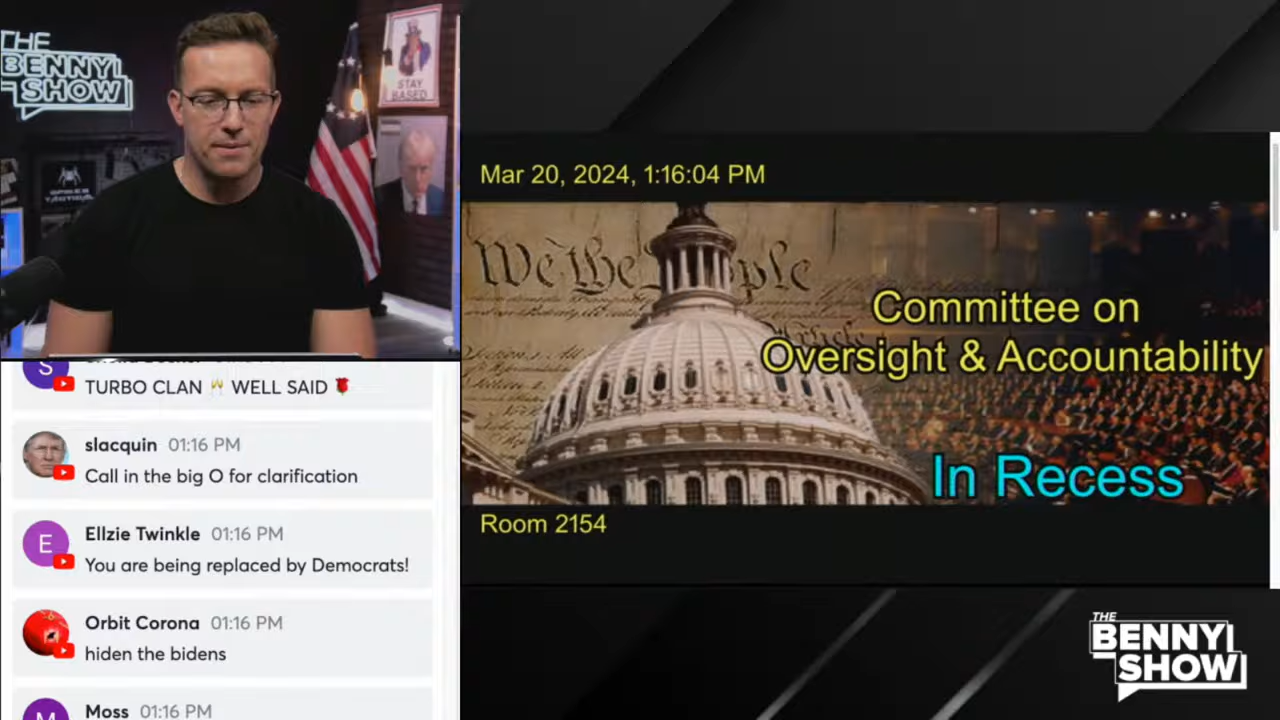 THE
BENNY
SHOW
STAY
BASED
TURBO CLAN 🥂 WELL SAID 🌹
slacquin 01:16 PM
Call in the big O for clarification
E
Ellzie Twinkle 01:16 PM
You are being replaced by Democrats!
Orbit Corona 01:16 PM
hiden the bidens
Moss 01:16 PM
Mar 20, 2024, 1:16:04 PM
We the People
Article
Committee on
Oversight & Accountability
In Recess
Room 2154
THE
BENNY
SHOW